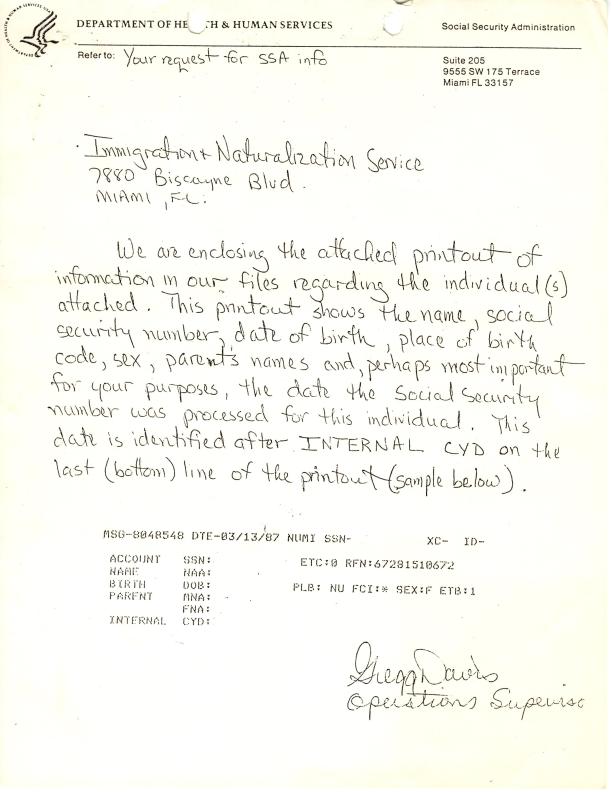 DEPARTMENT OF HEALTH & HUMAN SERVICES
Social Security Administration
Refer to: Your request for SSA info
Suite 205
9555 SW 175 Terrace
Miami FL 33157
Immigration & Naturalization Service
7880 Biscayne Blvd.
MIAMI, FL.
We are enclosing the attached printout of
information in our files regarding the individual(s)
attached. This printout shows the name, social
security number, date of birth, place of birth
code, sex, parent's names and, perhaps most important
for your purposes, the date the social security
number was processed for this individual. This
date is identified after INTERNAL CYD on the
last (bottom) line of the printout (sample below).
MSG-8048548 DTE-03/13/87 NUMI SSN- XC- ID-
ACCOUNT SSN: ETC:0 RFN:67281510672
NAME NAA:
BIRTH DOB: PLB: NU FCI:* SEX:F ETB:1
PARENT MNA:
FNA:
INTERNAL CYD:
Gregg Davis
Operations Supervisor